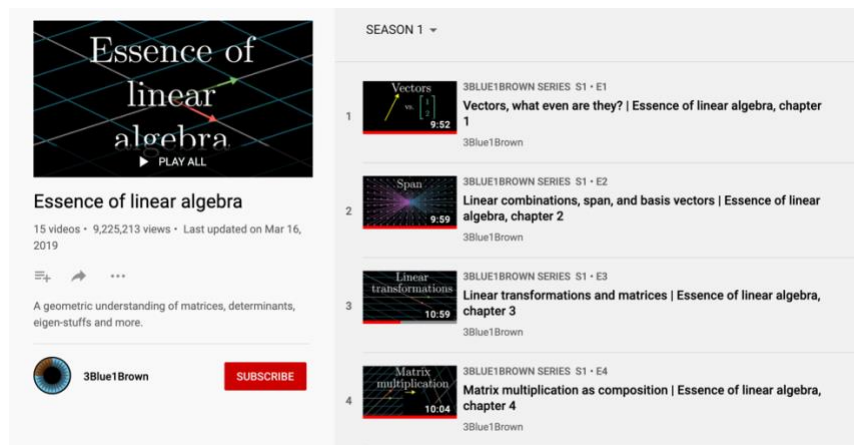 Essence of
linear
algebra
PLAY ALL
Essence of linear algebra
15 videos • 9,225,213 views • Last updated on Mar 16,
2019
A geometric understanding of matrices, determinants,
eigen-stuffs and more.
3Blue1Brown
SUBSCRIBE
SEASON 1
1
Vectors
vs. [1 2]
9:52
3BLUE1BROWN SERIES S1 • E1
Vectors, what even are they? | Essence of linear algebra, chapter
1
3Blue1Brown
2
Span
9:59
3BLUE1BROWN SERIES S1 • E2
Linear combinations, span, and basis vectors | Essence of linear
algebra, chapter 2
3Blue1Brown
3
Linear
transformations
10:59
3BLUE1BROWN SERIES S1 • E3
Linear transformations and matrices | Essence of linear algebra,
chapter 3
3Blue1Brown
4
Matrix
multiplication
10:04
3BLUE1BROWN SERIES S1 • E4
Matrix multiplication as composition | Essence of linear algebra,
chapter 4
3Blue1Brown